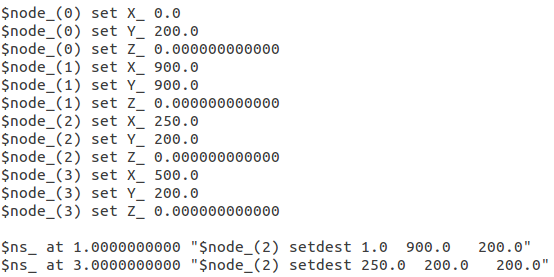 $node_(0) set X_ 0.0
$node_(0) set Y_ 200.0
$node_(0) set Z_ 0.000000000000
$node_(1) set X_ 900.0
$node_(1) set Y_ 900.0
$node_(1) set Z_ 0.000000000000
$node_(2) set X_ 250.0
$node_(2) set Y_ 200.0
$node_(2) set Z_ 0.000000000000
$node_(3) set X_ 500.0
$node_(3) set Y_ 200.0
$node_(3) set Z_ 0.000000000000

$ns_ at 1.0000000000 "$node_(2) setdest 1.0  900.0   200.0"
$ns_ at 3.0000000000 "$node_(2) setdest 250.0  200.0   200.0"